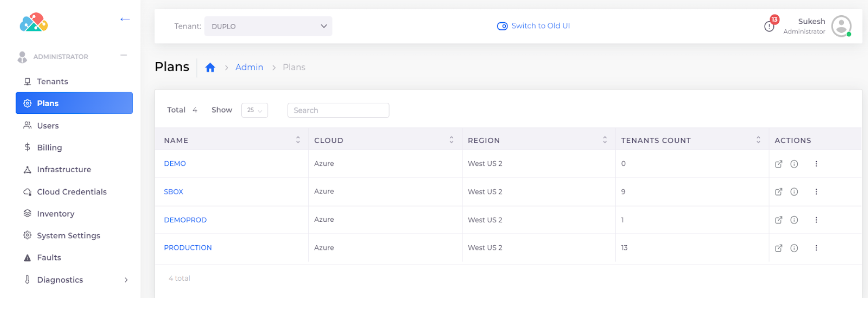 Tenant: DUPLO
Switch to Old UI
13
Sukesh
Administrator
ADMINISTRATOR
Tenants
Plans
Users
Billing
Infrastructure
Cloud Credentials
Inventory
System Settings
Faults
Diagnostics
Plans Admin Plans
Total 4 Show 25 Search
NAME CLOUD REGION TENANTS COUNT ACTIONS
DEMO Azure West US 2 0
SBOX Azure West US 2 9
DEMOPROD Azure West US 2 1
PRODUCTION Azure West US 2 13
4 total